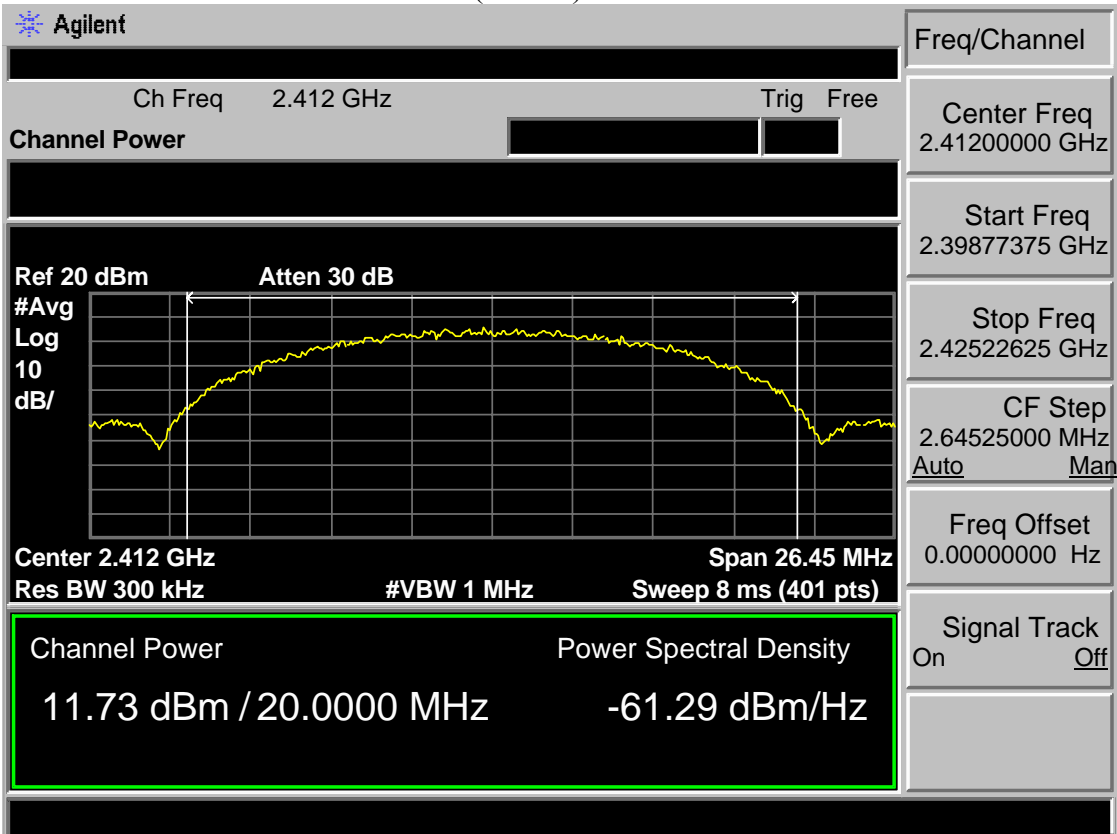 Agilent
Freq/Channel
Ch Freq 2.412 GHz Trig Free
Channel Power
Center Freq
2.41200000 GHz
Start Freq
2.39877375 GHz
Stop Freq
2.42522625 GHz
CF Step
2.64525000 MHz
Auto Man
Freq Offset
0.00000000 Hz
Signal Track
On Off
Ref 20 dBm Atten 30 dB
#Avg
Log
10
dB/
Center 2.412 GHz Span 26.45 MHz
Res BW 300 kHz #VBW 1 MHz Sweep 8 ms (401 pts)
Channel Power Power Spectral Density
11.73 dBm / 20.0000 MHz -61.29 dBm/Hz